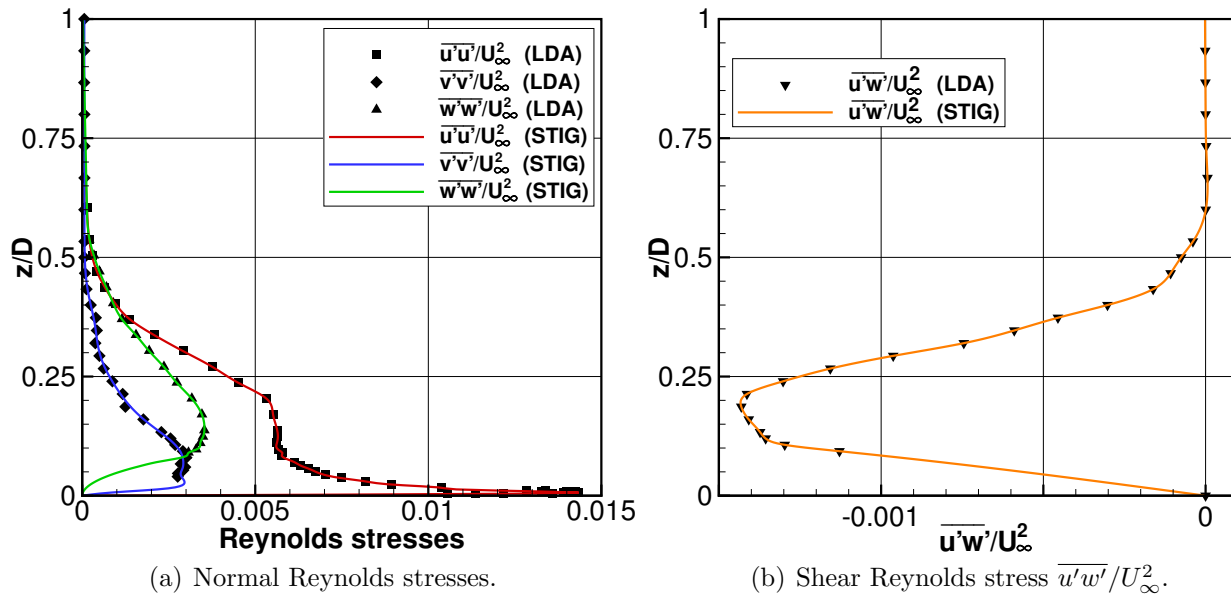 1
0.75
0.5
0.25
0
z/D
0
0.005
0.01
0.015
Reynolds stresses
u'u'/U∞² (LDA)
v'v'/U∞² (LDA)
w'w'/U∞² (LDA)
u'u'/U∞² (STIG)
v'v'/U∞² (STIG)
w'w'/U∞² (STIG)
(a) Normal Reynolds stresses.
1
0.75
0.5
0.25
0
z/D
-0.001
0
u'w'/U∞²
u'w'/U∞² (LDA)
u'w'/U∞² (STIG)
(b) Shear Reynolds stress u′w′/U∞².